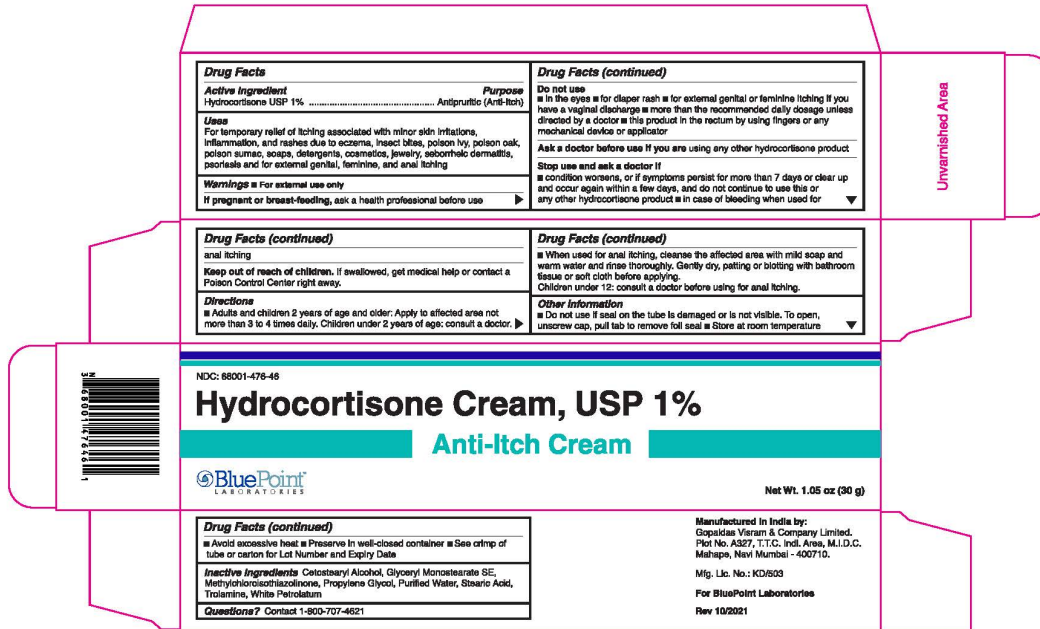 Drug Facts
Active Ingredient Purpose
Hydrocortisone USP 1% ............................................ Antipruritic (Anti-Itch)
Uses
For temporary relief of itching associated with minor skin irritations,
inflammation, and rashes due to eczema, insect bites, poison ivy, poison oak,
poison sumac, soaps, detergents, cosmetics, jewelry, seborrheic dermatitis,
psoriasis and for external genital, feminine, and anal itching
Warnings ■ For external use only
If pregnant or breast-feeding, ask a health professional before use
Drug Facts (continued)
Do not use
■ in the eyes ■ for diaper rash ■ for external genital or feminine itching if you
have a vaginal discharge ■ more than the recommended daily dosage unless
directed by a doctor ■ this product in the rectum by using fingers or any
mechanical device or applicator
Ask a doctor before use if you are using any other hydrocortisone product
Stop use and ask a doctor if
■ condition worsens, or if symptoms persist for more than 7 days or clear up
and occur again within a few days, and do not continue to use this or
any other hydrocortisone product ■ in case of bleeding when used for
Unvarnished Area
Drug Facts (continued)
anal itching
Keep out of reach of children. If swallowed, get medical help or contact a
Poison Control Center right away.
Directions
■ Adults and children 2 years of age and older: Apply to affected area not
more than 3 to 4 times daily. Children under 2 years of age: consult a doctor.
Drug Facts (continued)
■ When used for anal itching, cleanse the affected area with mild soap and
warm water and rinse thoroughly. Gently dry, patting or blotting with bathroom
tissue or soft cloth before applying.
Children under 12: consult a doctor before using for anal itching.
Other information
■ Do not use if seal on the tube is damaged or is not visible. To open,
unscrew cap, pull tab to remove foil seal ■ Store at room temperature
N
3 68001 47646 1
NDC: 68001-476-46
Hydrocortisone Cream, USP 1%
Anti-Itch Cream
BluePoint™
LABORATORIES
Net Wt. 1.05 oz (30 g)
Drug Facts (continued)
■ Avoid excessive heat ■ Preserve in well-closed container ■ See crimp of
tube or carton for Lot Number and Expiry Date
Inactive Ingredients Cetostearyl Alcohol, Glyceryl Monostearate SE,
Methylchloroisothiazolinone, Propylene Glycol, Purified Water, Stearic Acid,
Trolamine, White Petrolatum
Questions? Contact 1-800-707-4621
Manufactured in India by:
Gopaldas Visram & Company Limited.
Plot No. A327, T.T.C. Indl. Area, M.I.D.C.
Mahape, Navi Mumbai - 400710.
Mfg. Lic. No.: KD/503
For BluePoint Laboratories
Rev 10/2021